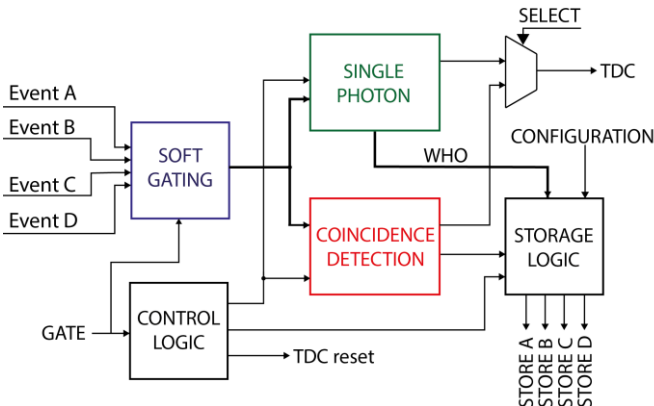 SELECT
SINGLE
PHOTON
TDC
Event A
Event B
Event C
Event D
SOFT
GATING
WHO
CONFIGURATION
COINCIDENCE
DETECTION
STORAGE
LOGIC
GATE
CONTROL
LOGIC
TDC reset
STORE A
STORE B
STORE C
STORE D